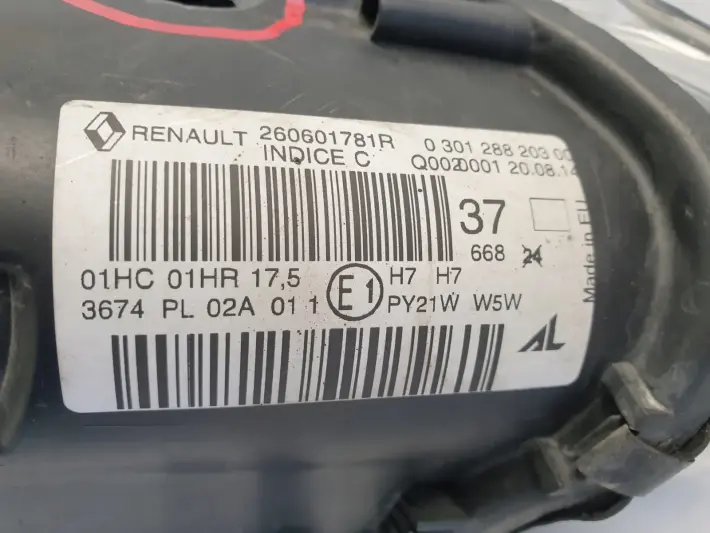 RENAULT 260601781R 0 301 288 203 00
INDICE C Q0020001 20.08.14
37
668 24
01HC 01HR 17,5 E1 H7 H7
3674 PL 02A 01 1 PY21W W5W
AL
Made in EU